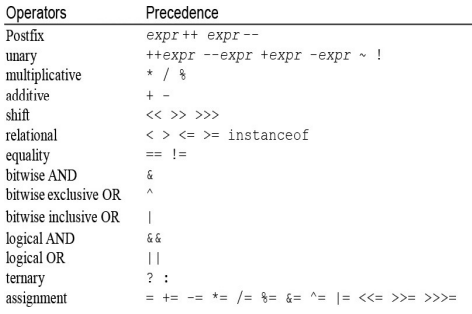 Operators Precedence
Postfix expr++ expr--
unary ++expr --expr +expr -expr ~ !
multiplicative * / %
additive + -
shift << >> >>>
relational < > <= >= instanceof
equality == !=
bitwise AND &
bitwise exclusive OR ^
bitwise inclusive OR |
logical AND &&
logical OR ||
ternary ? :
assignment = += -= *= /= %= &= ^= |= <<= >>= >>>=